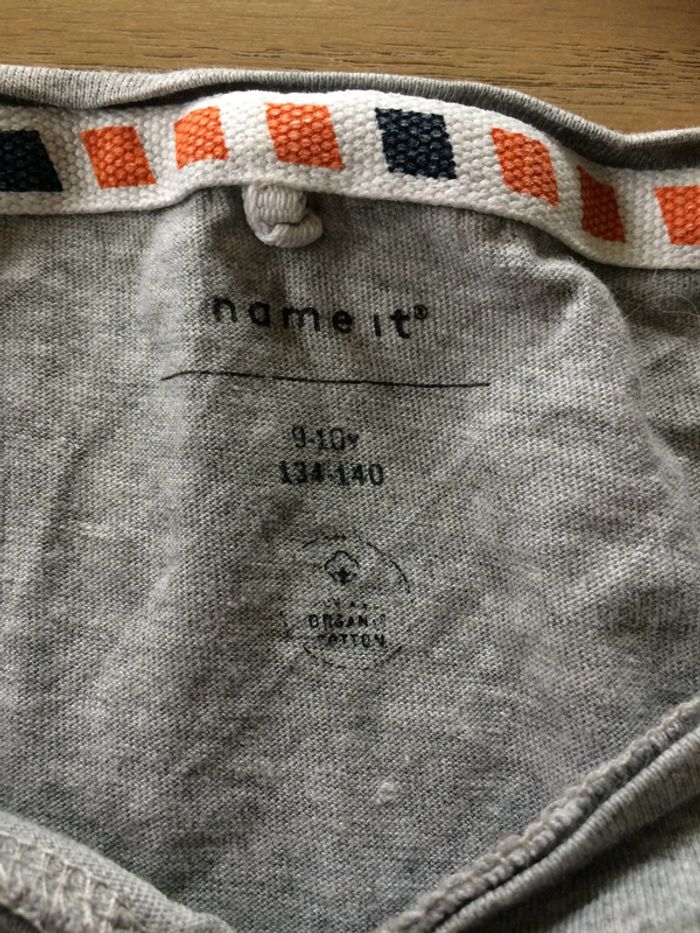 name it®
9-10Y
134-140
ORGANIC
COTTON